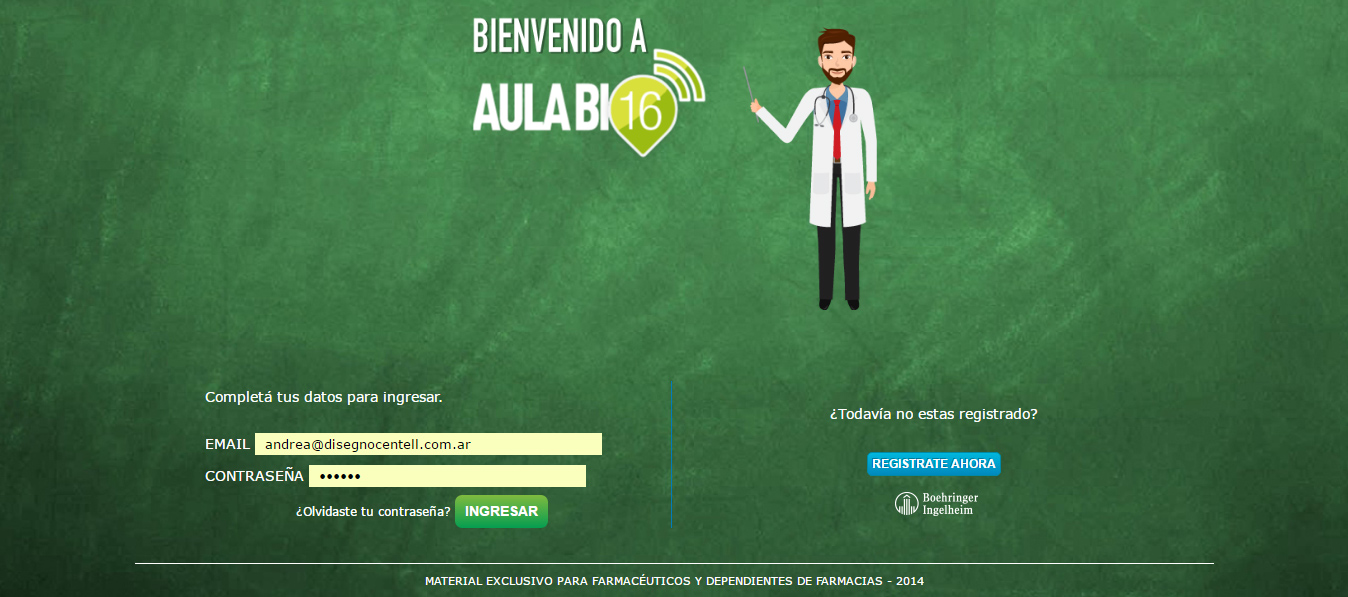 BIENVENIDO A
AULA BI 16
Completá tus datos para ingresar.
EMAIL andrea@disegnocentell.com.ar
CONTRASEÑA ••••••
¿Olvidaste tu contraseña? INGRESAR
¿Todavía no estas registrado?
REGISTRATE AHORA
Boehringer
Ingelheim
MATERIAL EXCLUSIVO PARA FARMACÉUTICOS Y DEPENDIENTES DE FARMACIAS - 2014